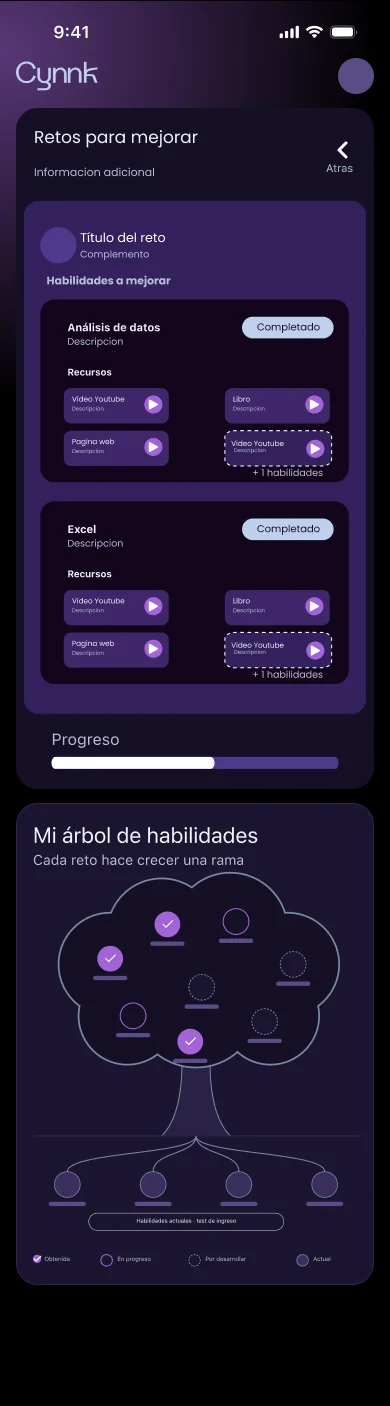 9:41
Cynnk
Retos para mejorar
Informacion adicional
Atras
Título del reto
Complemento
Habilidades a mejorar
Análisis de datos
Completado
Descripcion
Recursos
Video Youtube
Descripcion
Libro
Descripcion
Pagina web
Descripcion
Video Youtube
Descripcion
+ 1 habilidades
Excel
Completado
Descripcion
Recursos
Video Youtube
Descripcion
Libro
Descripcion
Pagina web
Descripcion
Video Youtube
Descripcion
+ 1 habilidades
Progreso
Mi árbol de habilidades
Cada reto hace crecer una rama
Habilidades actuales · test de ingreso
Obtenida
En progreso
Por desarrollar
Actual